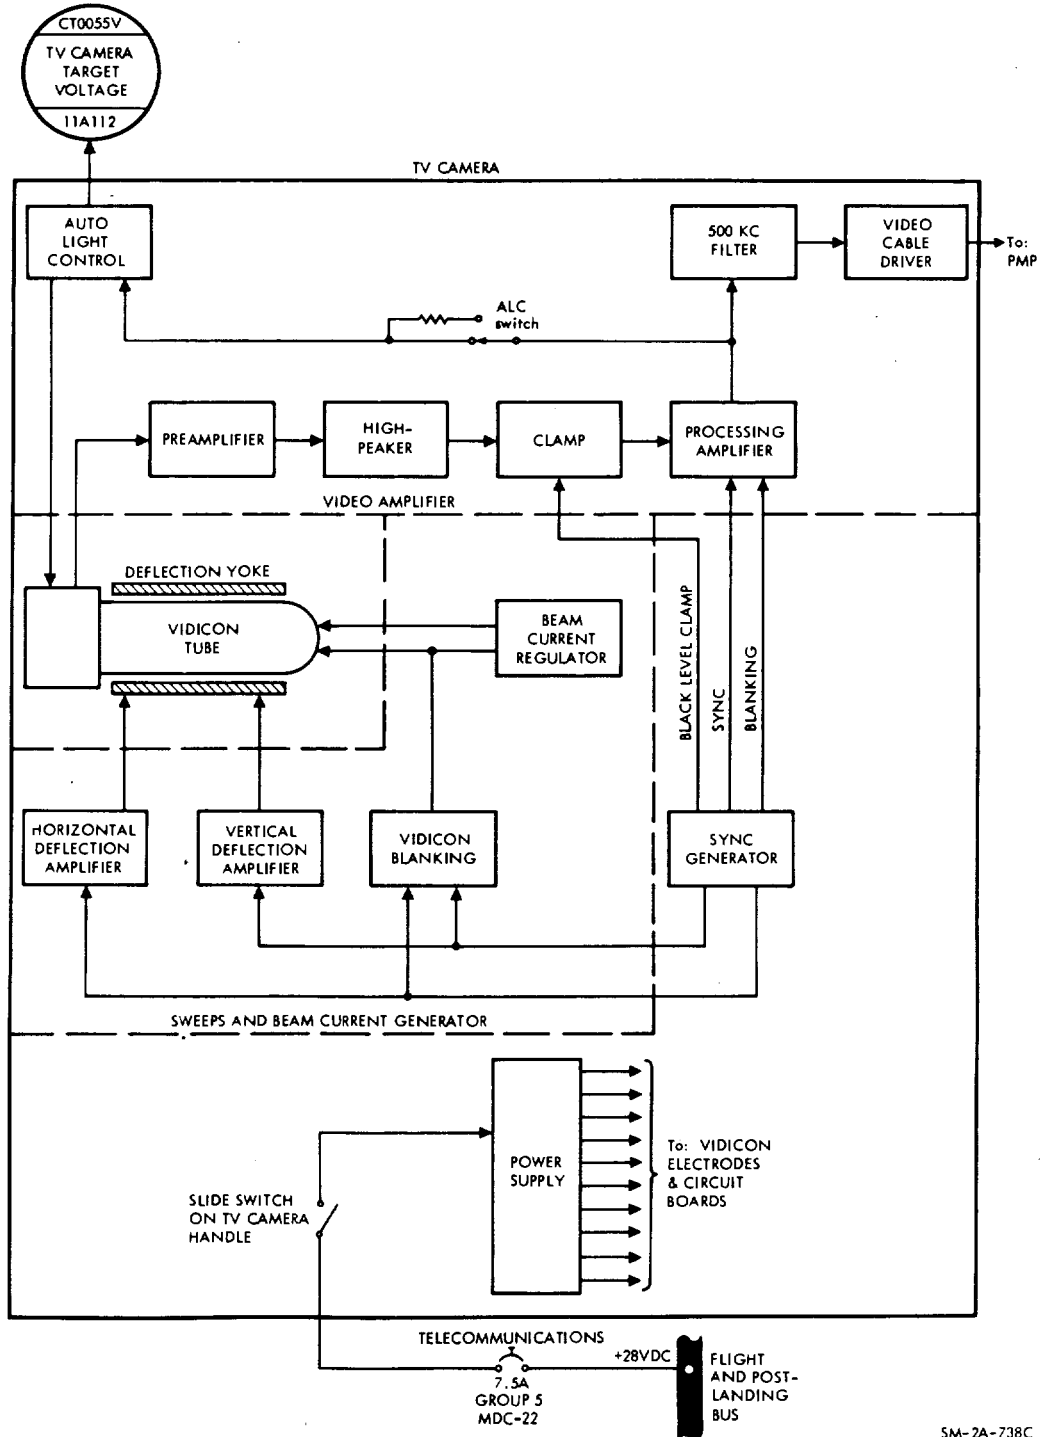 CT0055V
TV CAMERA
TARGET
VOLTAGE
11A112
TV CAMERA
AUTO
LIGHT
CONTROL
500 KC
FILTER
VIDEO
CABLE
DRIVER
To:
PMP
ALC
switch
PREAMPLIFIER
HIGH-
PEAKER
CLAMP
PROCESSING
AMPLIFIER
VIDEO AMPLIFIER
DEFLECTION YOKE
VIDICON
TUBE
BEAM
CURRENT
REGULATOR
BLACK LEVEL CLAMP
SYNC
BLANKING
HORIZONTAL
DEFLECTION
AMPLIFIER
VERTICAL
DEFLECTION
AMPLIFIER
VIDICON
BLANKING
SYNC
GENERATOR
SWEEPS AND BEAM CURRENT GENERATOR
POWER
SUPPLY
To: VIDICON
ELECTRODES
& CIRCUIT
BOARDS
SLIDE SWITCH
ON TV CAMERA
HANDLE
TELECOMMUNICATIONS
7.5A
GROUP 5
MDC-22
+28VDC
FLIGHT
AND POST-
LANDING
BUS
SM-2A-738C